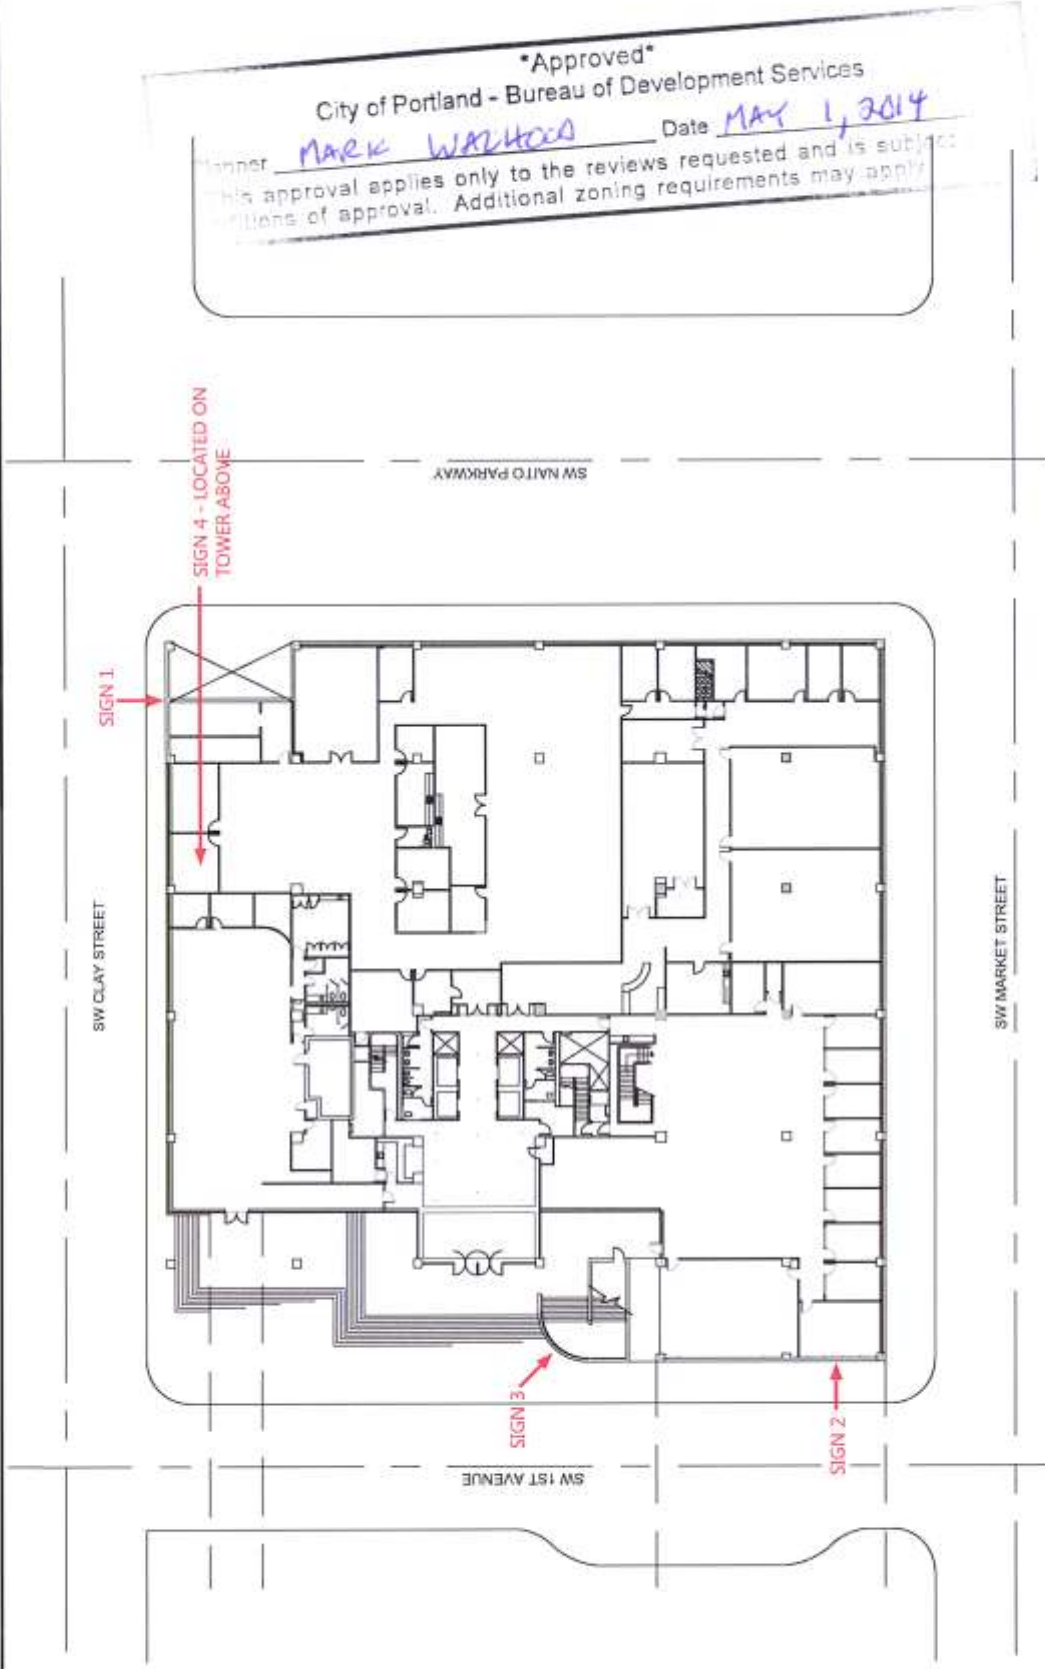 *Approved*
City of Portland - Bureau of Development Services
MARK WALHOOD Date MAY 1, 2014
This approval applies only to the reviews requested and is subject
of approval. Additional zoning requirements may apply
SIGN 4 - LOCATED ON
TOWER ABOVE
SW NAITO PARKWAY
SIGN 1
SW CLAY STREET
SW MARKET STREET
SIGN 3
SIGN 2
SW 1ST AVENUE